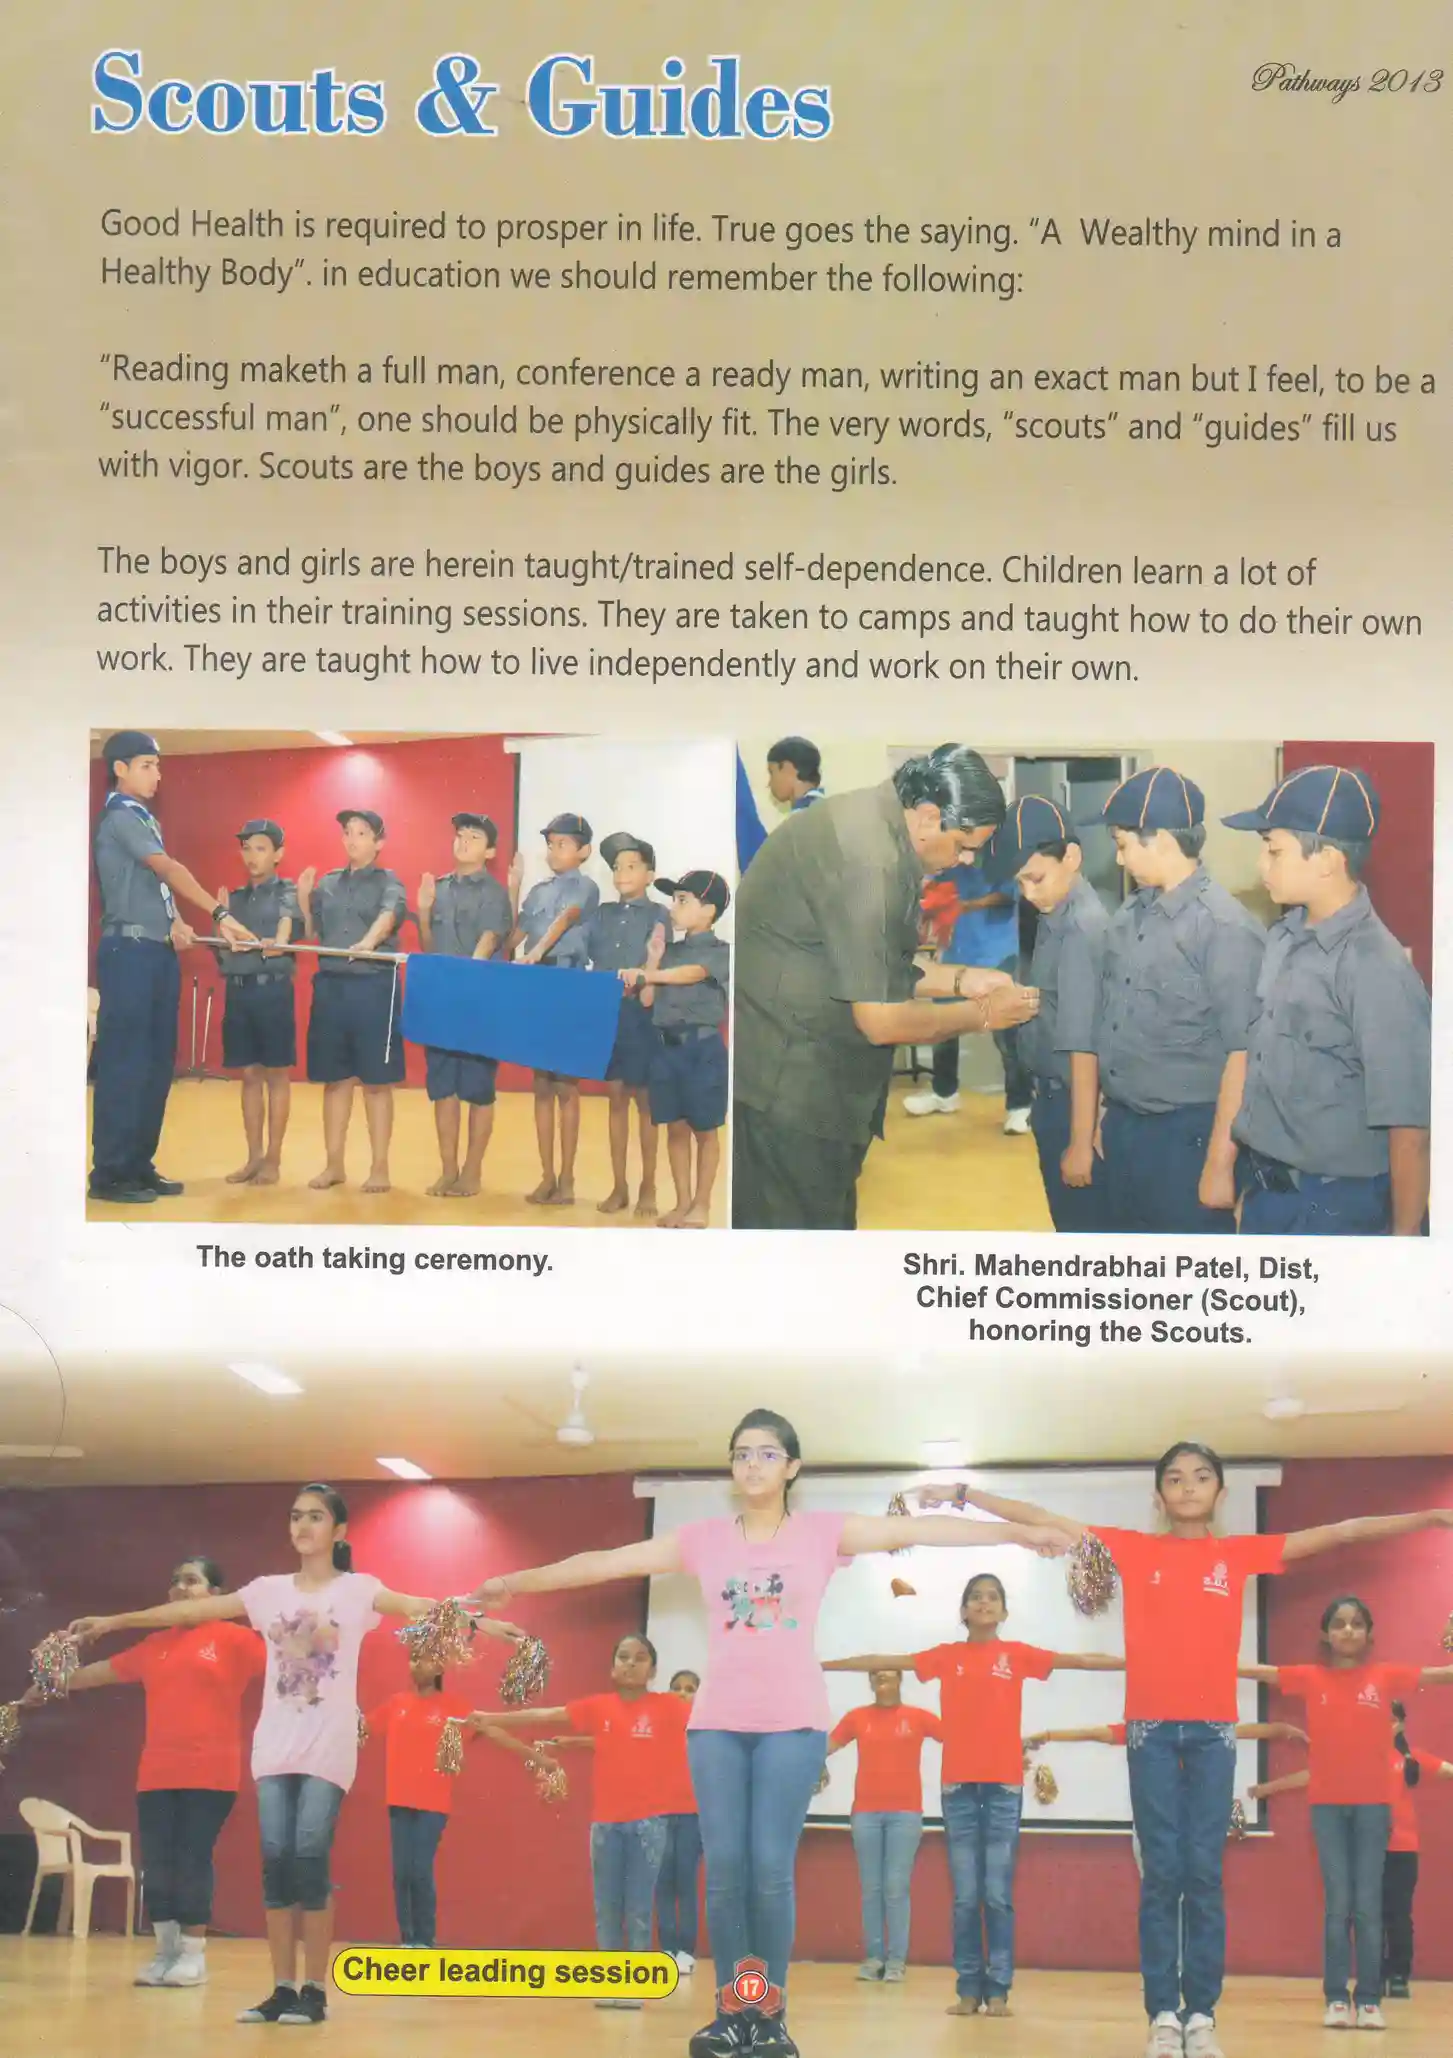 Pathways 2013
Scouts & Guides
Good Health is required to prosper in life. True goes the saying. "A Wealthy mind in a
Healthy Body". in education we should remember the following:
"Reading maketh a full man, conference a ready man, writing an exact man but I feel, to be a
"successful man", one should be physically fit. The very words, "scouts" and "guides" fill us
with vigor. Scouts are the boys and guides are the girls.
The boys and girls are herein taught/trained self-dependence. Children learn a lot of
activities in their training sessions. They are taken to camps and taught how to do their own
work. They are taught how to live independently and work on their own.
The oath taking ceremony.
Shri. Mahendrabhai Patel, Dist,
Chief Commissioner (Scout),
honoring the Scouts.
Cheer leading session
17